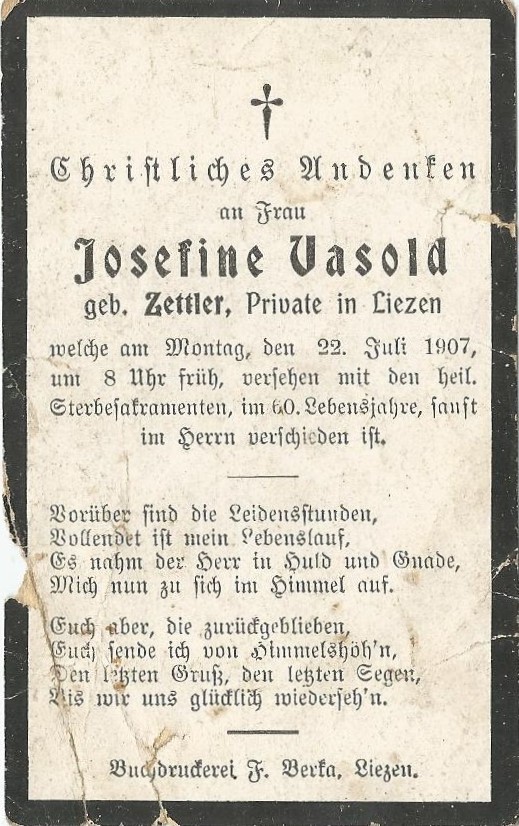 Christliches Andenken
an Frau
Josefine Vasold
geb. Zettler, Private in Liezen
welche am Montag, den 22. Juli 1907,
um 8 Uhr früh, versehen mit den heil.
Sterbesakramenten, im 60. Lebensjahre, sanft
im Herrn verschieden ist.
Vorüber sind die Leidensstunden,
Vollendet ist mein Lebenslauf,
Es nahm der Herr in Huld und Gnade,
Mich nun zu sich im Himmel auf.
Euch aber, die zurückgeblieben,
Euch sende ich von Himmelshöh'n,
Den letzten Gruß, den letzten Segen,
Bis wir uns glücklich wiederseh'n.
Buchdruckerei F. Berka, Liezen.